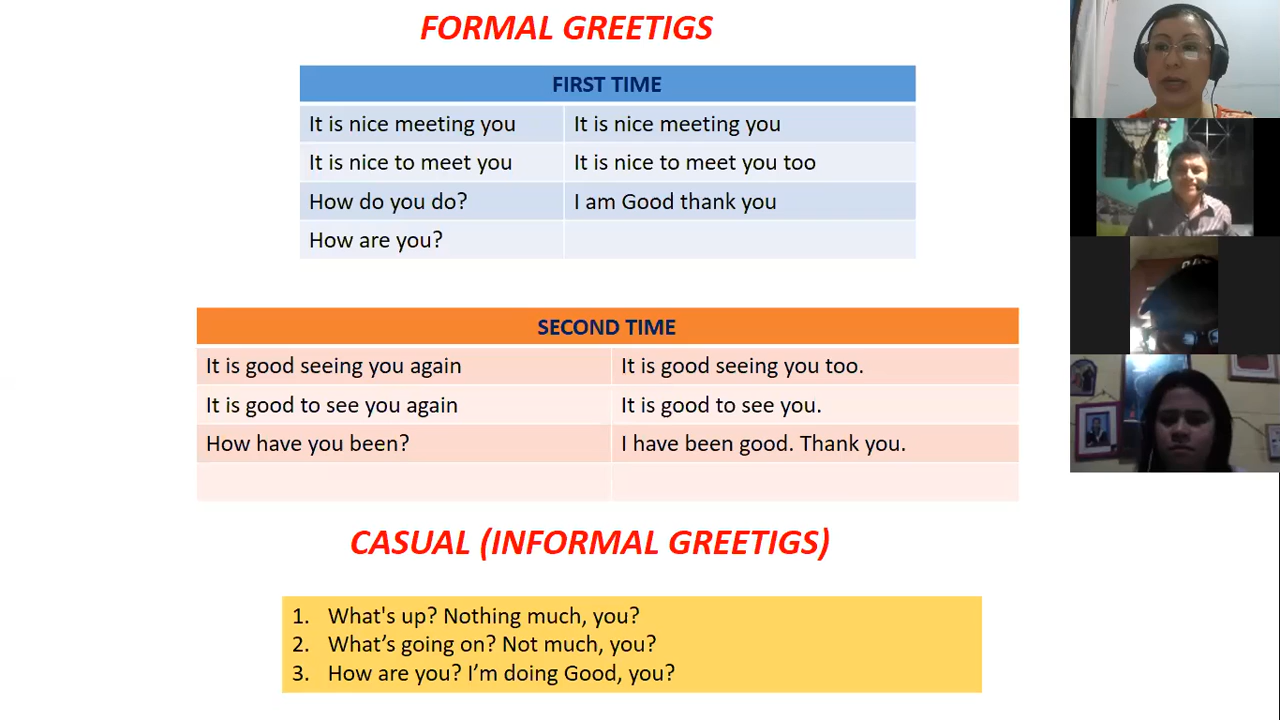 FORMAL GREETIGS
FIRST TIME
It is nice meeting you It is nice meeting you
It is nice to meet you It is nice to meet you too
How do you do? I am Good thank you
How are you?
SECOND TIME
It is good seeing you again It is good seeing you too.
It is good to see you again It is good to see you.
How have you been? I have been good. Thank you.
CASUAL (INFORMAL GREETIGS)
1. What's up? Nothing much, you?
2. What’s going on? Not much, you?
3. How are you? I’m doing Good, you?